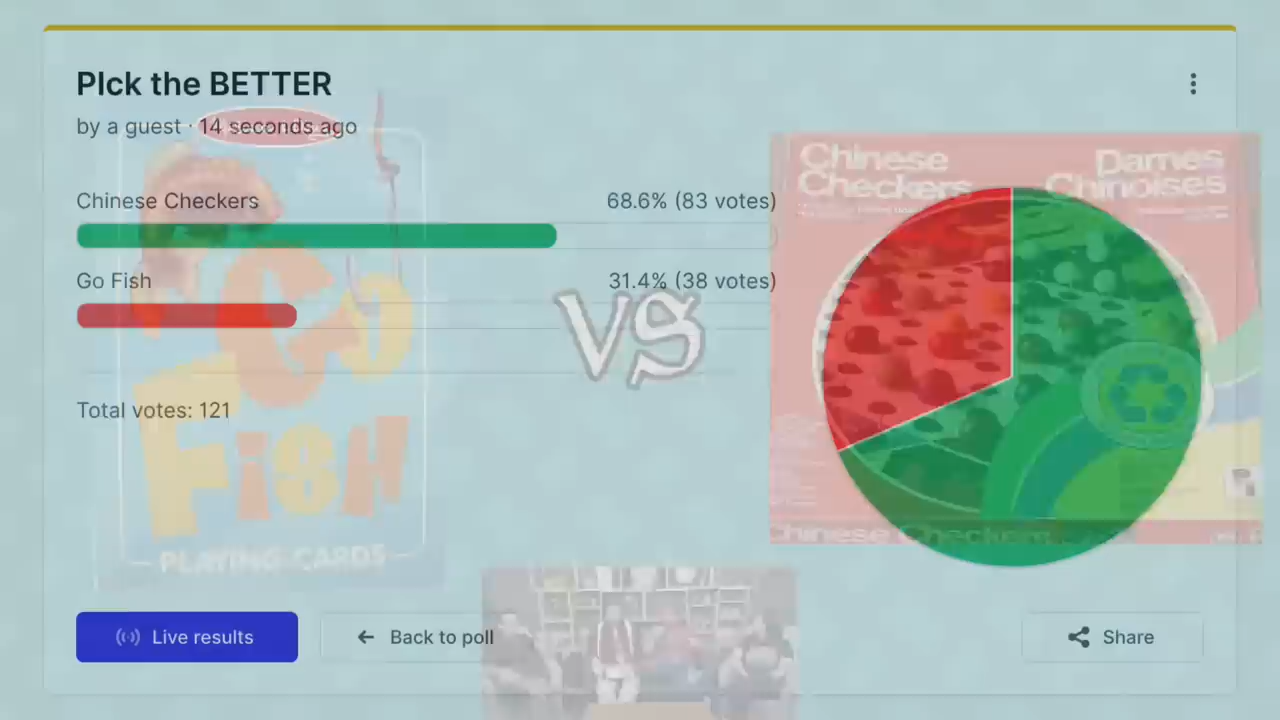 PIck the BETTER
by a guest · 14 seconds ago
Chinese Checkers
68.6% (83 votes)
Go Fish
31.4% (38 votes)
Total votes: 121
Live results
Back to poll
Share
Go
FiSH
PLAYING CARDS
VS
Chinese
Checkers
Dames
Chinoises
Chinese Checkers